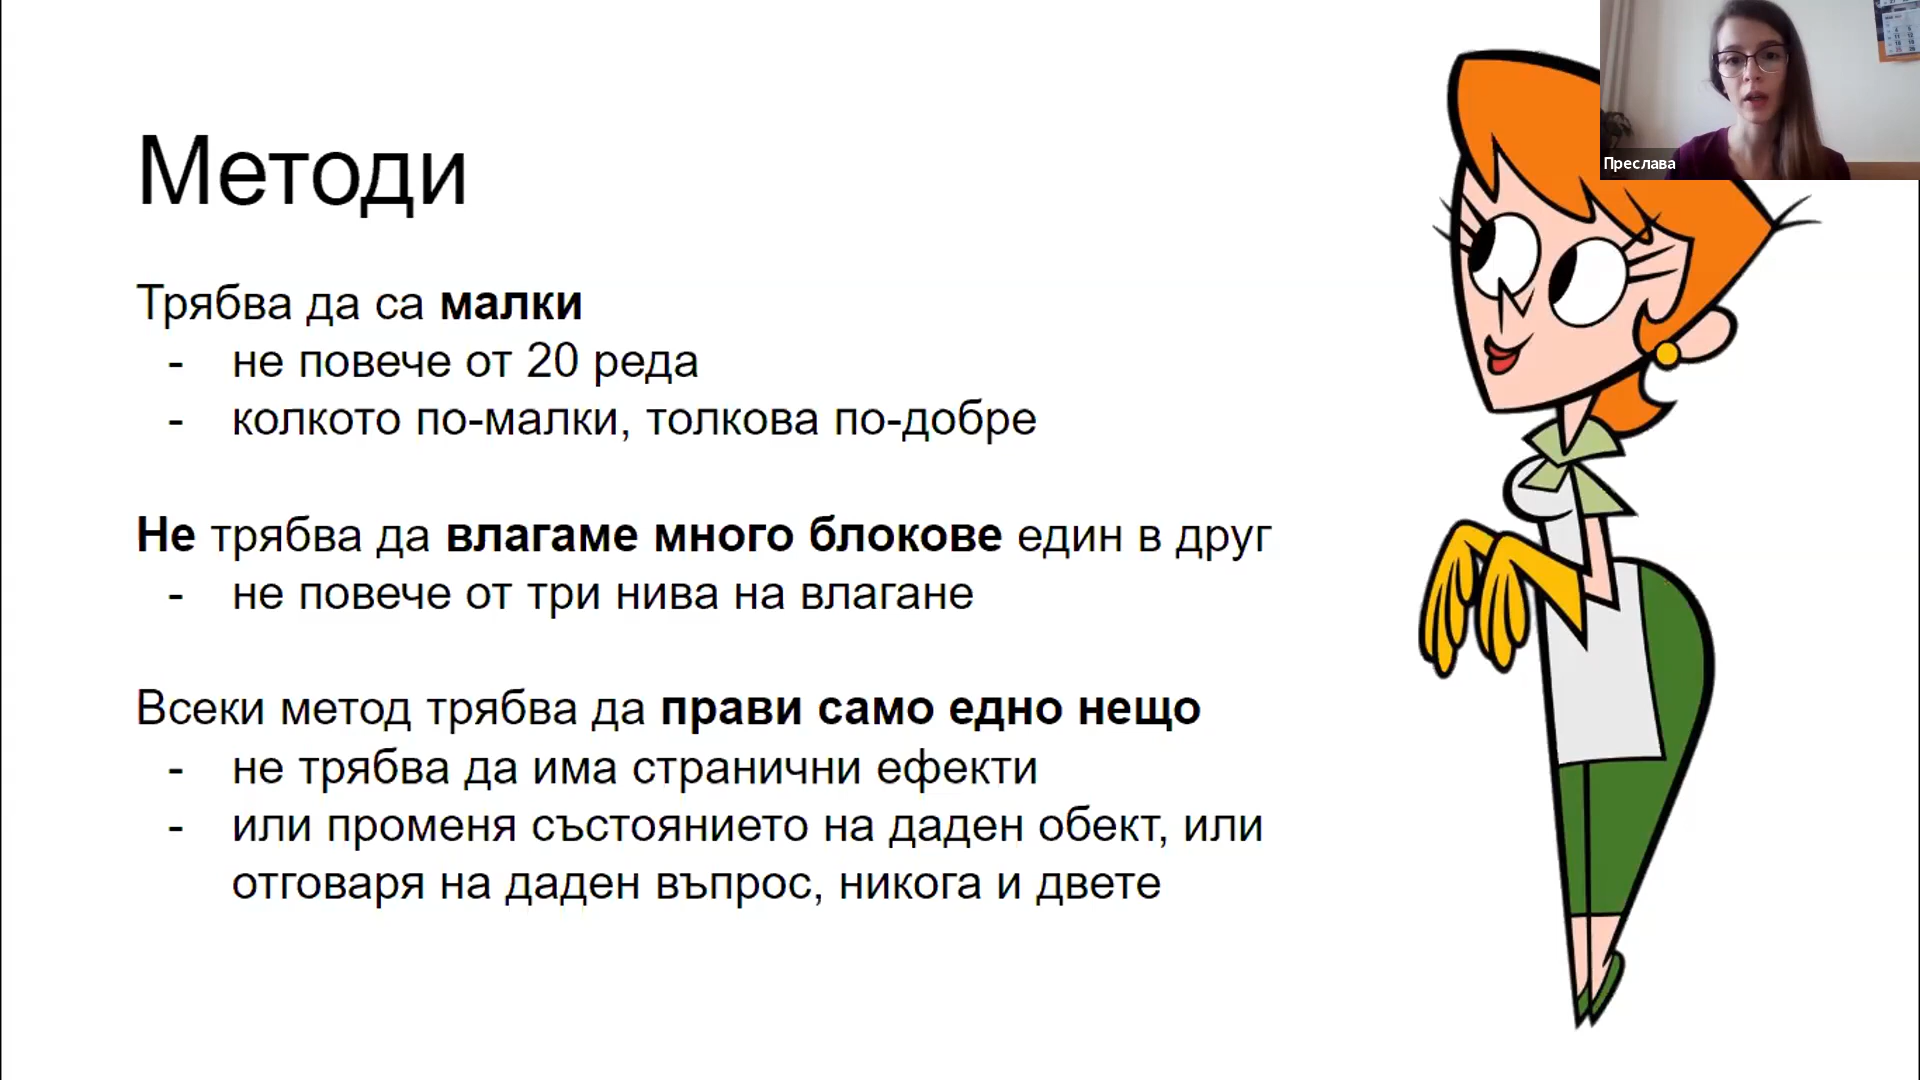 Методи
Преслава
Трябва да са малки
- не повече от 20 реда
- колкото по-малки, толкова по-добре
Не трябва да влагаме много блокове един в друг
- не повече от три нива на влагане
Всеки метод трябва да прави само едно нещо
- не трябва да има странични ефекти
- или променя състоянието на даден обект, или
отговаря на даден въпрос, никога и двете